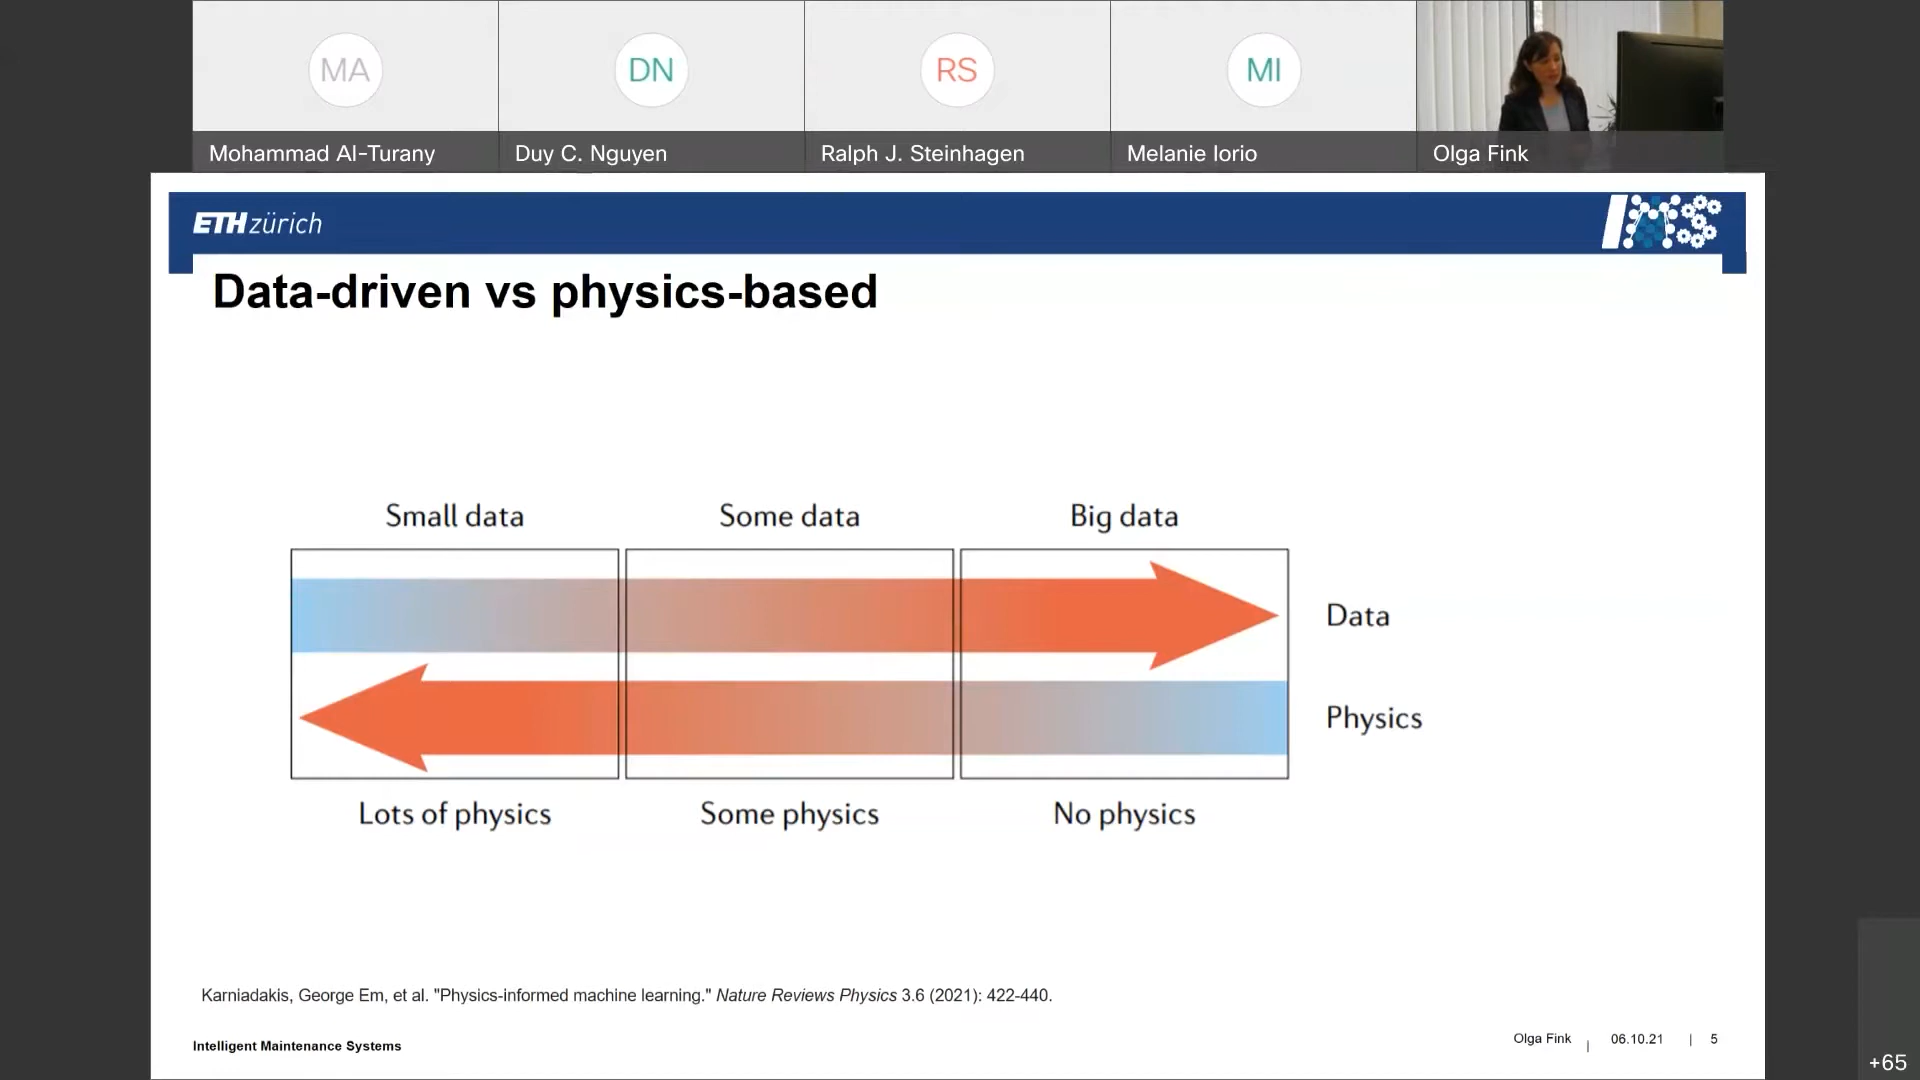 MA
DN
RS
MI
Mohammad Al-Turany
Duy C. Nguyen
Ralph J. Steinhagen
Melanie Iorio
Olga Fink
ETH zürich
IMS
Data-driven vs physics-based
Small data
Some data
Big data
Data
Physics
Lots of physics
Some physics
No physics
Karniadakis, George Em, et al. "Physics-informed machine learning." Nature Reviews Physics 3.6 (2021): 422-440.
Intelligent Maintenance Systems
Olga Fink | 06.10.21 | 5
+65